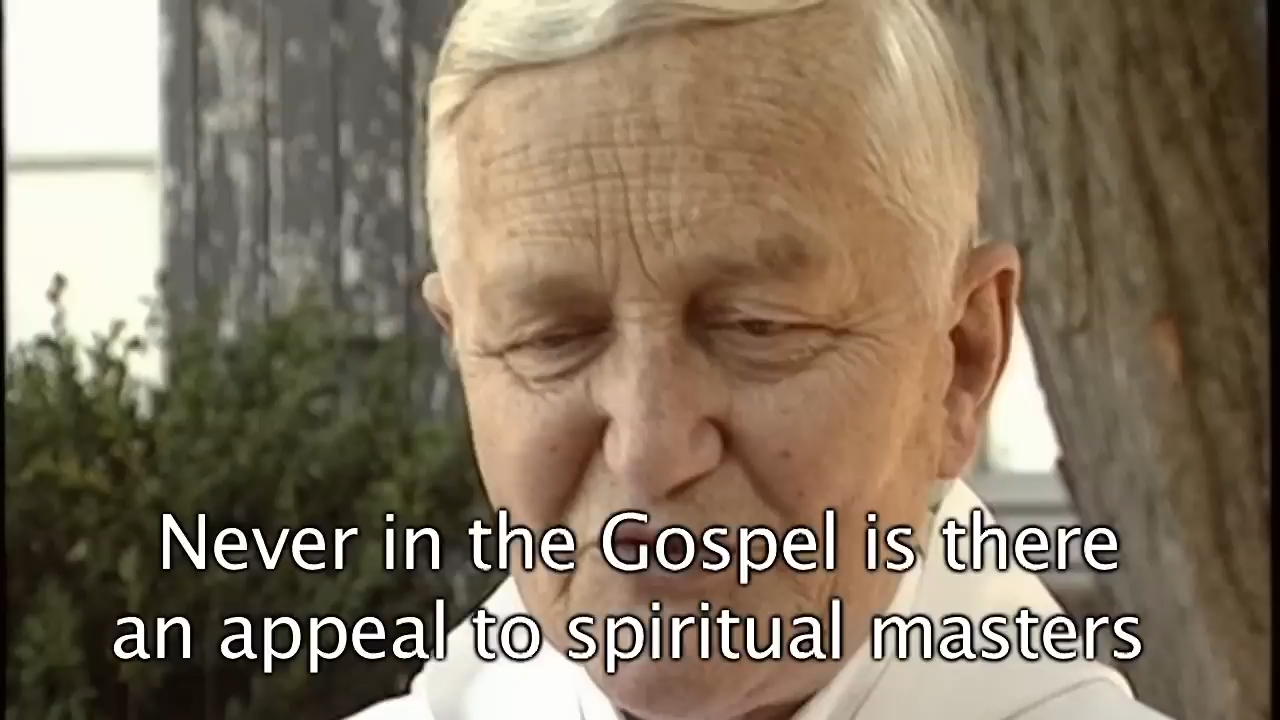 Never in the Gospel is there
an appeal to spiritual masters